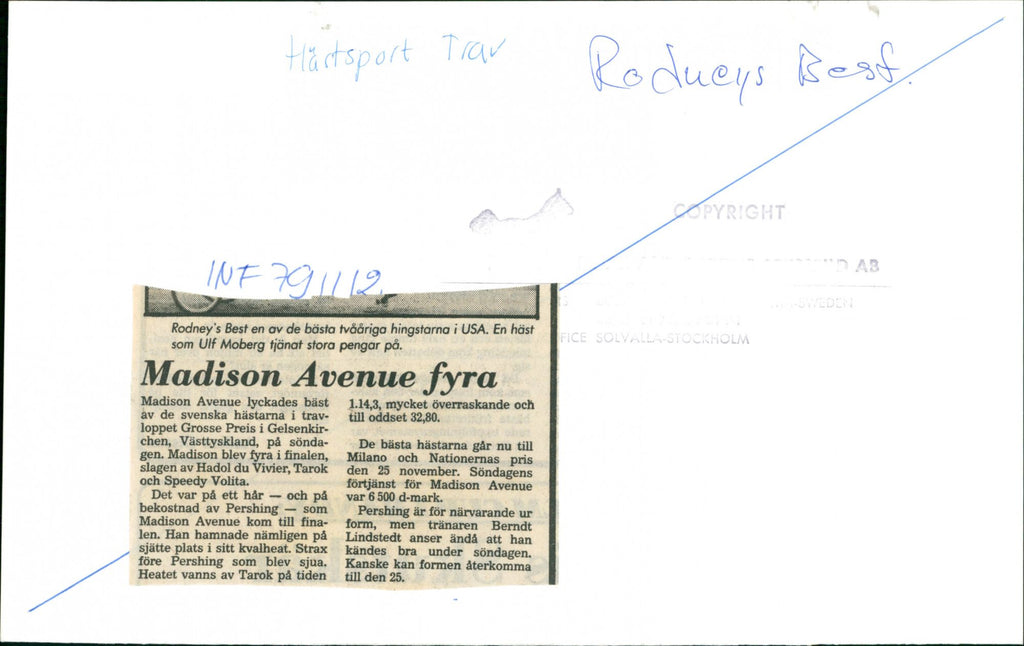 Hästsport Trav
Rodneys Best.
COPYRIGHT
AB
SWEDEN
SOLVALLA-STOCKHOLM
INF 791112
Rodney's Best en av de bästa tvååriga hingstarna i USA. En häst
som Ulf Moberg tjänat stora pengar på.
Madison Avenue fyra
Madison Avenue lyckades bäst
av de svenska hästarna i trav-
loppet Grosse Preis i Gelsenkir-
chen, Västtyskland, på sönda-
gen. Madison blev fyra i finalen,
slagen av Hadol du Vivier, Tarok
och Speedy Volita.
Det var på ett hår — och på
bekostnad av Pershing — som
Madison Avenue kom till fina-
len. Han hamnade nämligen på
sjätte plats i sitt kvalheat. Strax
före Pershing som blev sjua.
Heatet vanns av Tarok på tiden
1.14,3, mycket överraskande och
till oddset 32,80.
De bästa hästarna går nu till
Milano och Nationernas pris
den 25 november. Söndagens
förtjänst för Madison Avenue
var 6 500 d-mark.
Pershing är för närvarande ur
form, men tränaren Berndt
Lindstedt anser ändå att han
kändes bra under söndagen.
Kanske kan formen återkomma
till den 25.